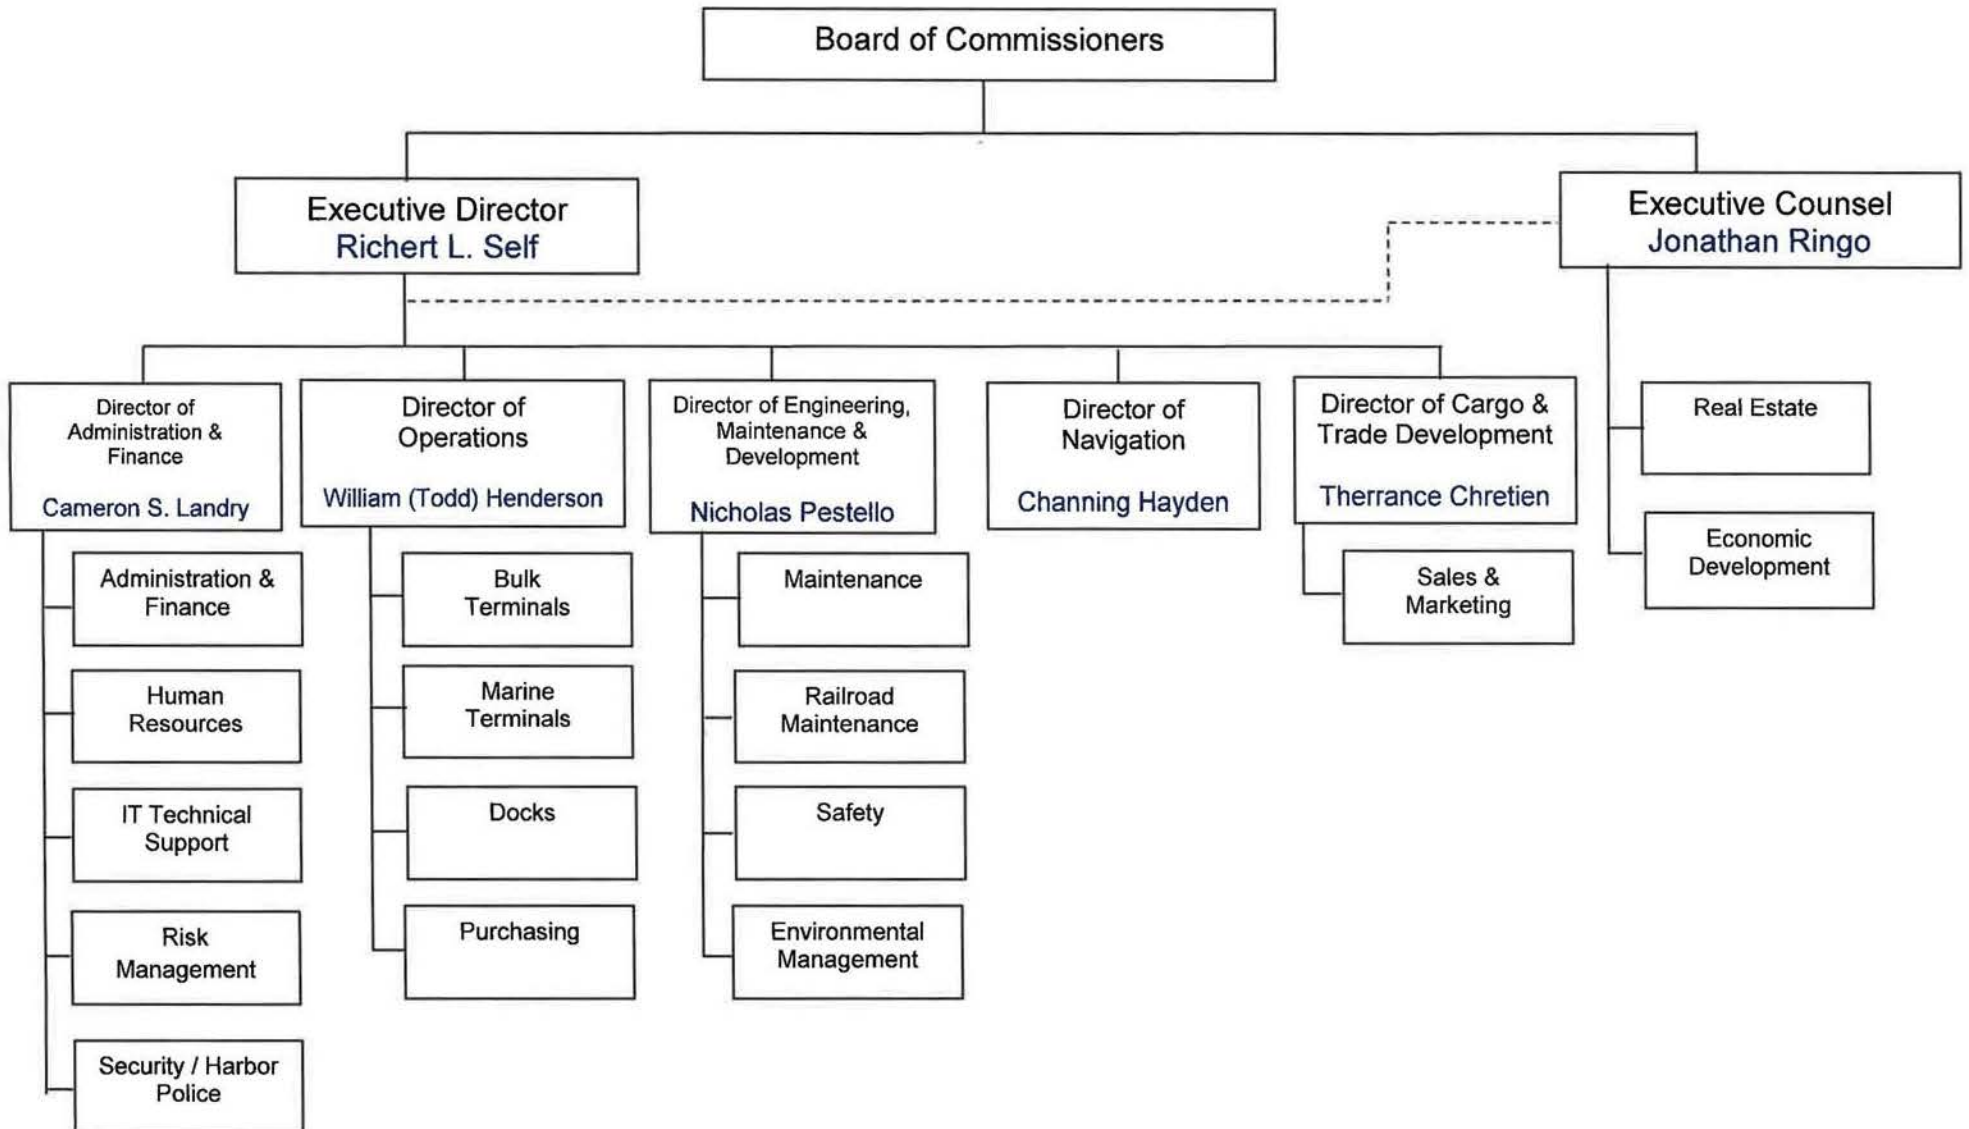 Board of Commissioners
Executive Director
Richert L. Self
Executive Counsel
Jonathan Ringo
Director of
Administration &
Finance
Cameron S. Landry
Director of
Operations
William (Todd) Henderson
Director of Engineering,
Maintenance &
Development
Nicholas Pestello
Director of
Navigation
Channing Hayden
Director of Cargo &
Trade Development
Therrance Chretien
Real Estate
Economic
Development
Administration &
Finance
Human
Resources
IT Technical
Support
Risk
Management
Security / Harbor
Police
Bulk
Terminals
Marine
Terminals
Docks
Purchasing
Maintenance
Railroad
Maintenance
Safety
Environmental
Management
Sales &
Marketing